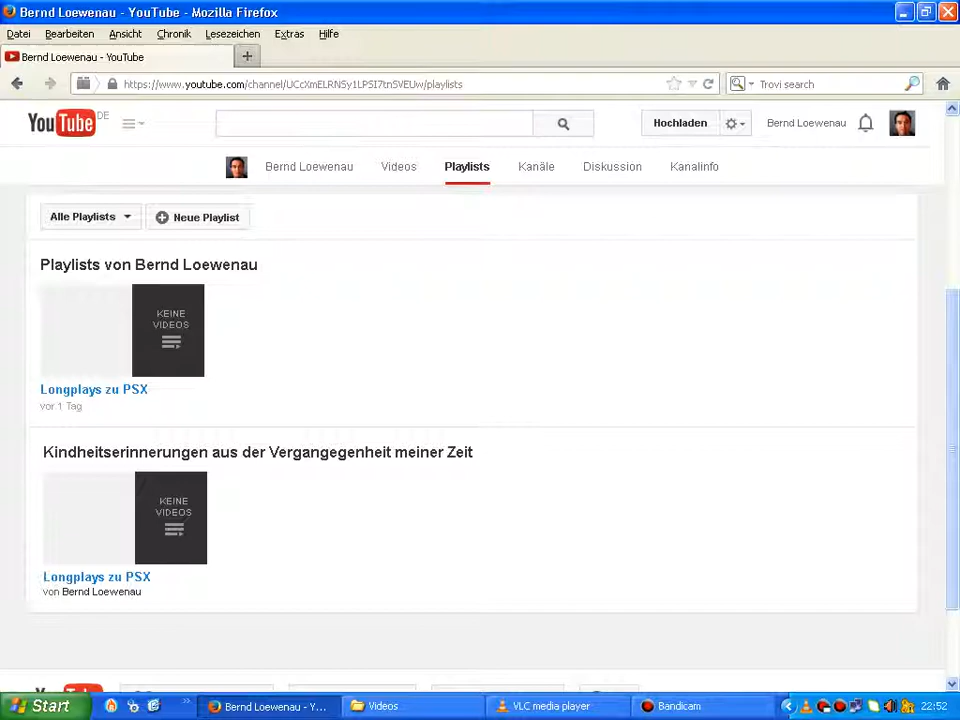 Bernd Loewenau - YouTube - Mozilla Firefox
Datei Bearbeiten Ansicht Chronik Lesezeichen Extras Hilfe
Bernd Loewenau - YouTube
https://www.youtube.com/channel/UCcXmELRNSy1LPSI7tnSVEUw/playlists
Trovi search
YouTube DE
Hochladen
Bernd Loewenau
Bernd Loewenau Videos Playlists Kanäle Diskussion Kanalinfo
Alle Playlists
Neue Playlist
Playlists von Bernd Loewenau
KEINE
VIDEOS
Longplays zu PSX
vor 1 Tag
Kindheitserinnerungen aus der Vergangegenheit meiner Zeit
KEINE
VIDEOS
Longplays zu PSX
von Bernd Loewenau
Start
Bernd Loewenau - Y...
Videos
VLC media player
Bandicam
22:52